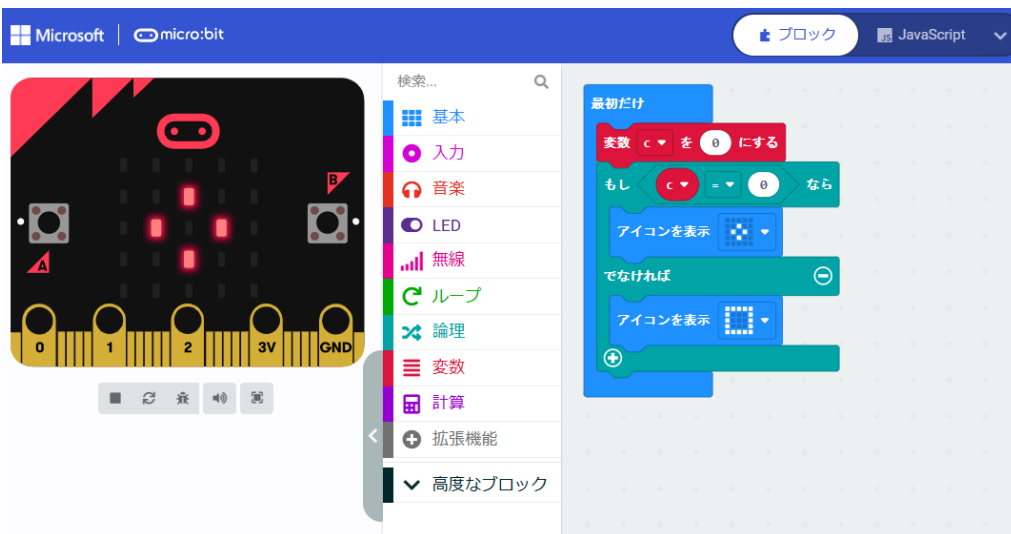 Microsoft micro:bit
ブロック
JS JavaScript
B
A
0 1 2 3V GND
検索...
基本
入力
音楽
LED
無線
ループ
論理
変数
計算
拡張機能
高度なブロック
最初だけ
変数 c を 0 にする
もし c = 0 なら
アイコンを表示
でなければ
アイコンを表示